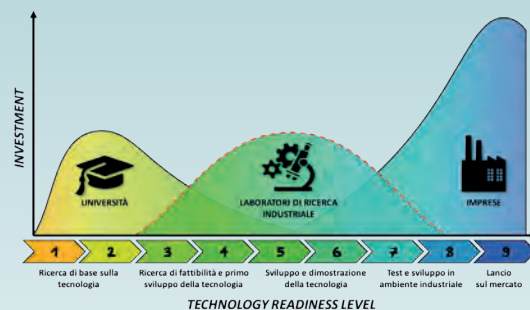 INVESTMENT
UNIVERSITÀ
LABORATORI DI RICERCA
INDUSTRIALE
IMPRESE
1 2 3 4 5 6 7 8 9
Ricerca di base sulla
tecnologia
Ricerca di fattibilità e primo
sviluppo della tecnologia
Sviluppo e dimostrazione
della tecnologia
Test e sviluppo in
ambiente industriale
Lancio
sul mercato
TECHNOLOGY READINESS LEVEL